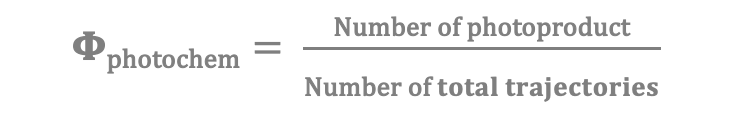 Number of photoproduct
Φphotochem =
Number of total trajectories